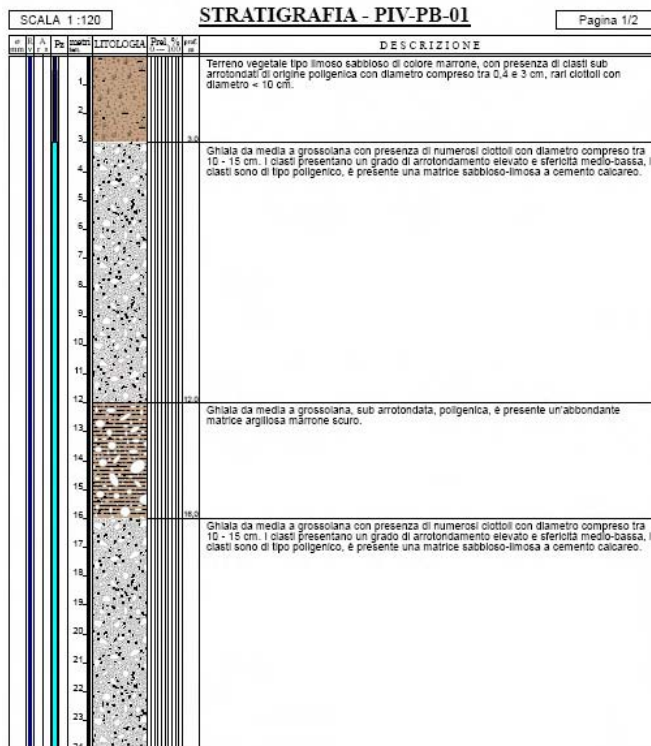 SCALA 1:120
STRATIGRAFIA - PIV-PB-01
Pagina 1/2
ø mm
R v
A r s
Pz
metri
LITOLOGIA
Prel. % 0 --- 100
prof. m
DESCRIZIONE
Terreno vegetale tipo limoso sabbioso di colore marrone, con presenza di clasti sub
arrotondati di origine poligenica con diametro compreso tra 0,4 e 3 cm, rari ciottoli con
diametro < 10 cm.
1
2
3
3,0
Ghiaia da media a grossolana con presenza di numerosi ciottoli con diametro compreso tra
10 - 15 cm. I clasti presentano un grado di arrotondamento elevato e sfericità medio-bassa, i
clasti sono di tipo poligenico, è presente una matrice sabbioso-limosa a cemento calcareo.
4
5
6
7
8
9
10
11
12
12,0
Ghiaia da media a grossolana, sub arrotondata, poligenica, è presente un'abbondante
matrice argillosa marrone scuro.
13
14
15
16
16,0
Ghiaia da media a grossolana con presenza di numerosi ciottoli con diametro compreso tra
10 - 15 cm. I clasti presentano un grado di arrotondamento elevato e sfericità medio-bassa, i
clasti sono di tipo poligenico, è presente una matrice sabbioso-limosa a cemento calcareo.
17
18
19
20
21
22
23
24